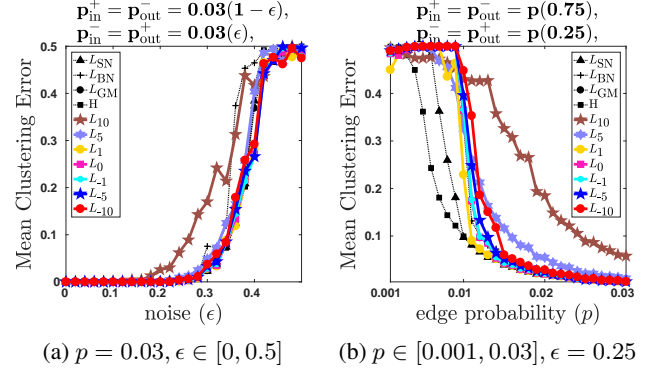 p⁺in = p⁻out = 0.03(1 − ϵ),
p⁻in = p⁺out = 0.03(ϵ)
0.5
0.4
0.3
0.2
0.1
0
Mean Clustering Error
L_SN
L_BN
L_GM
H
L_10
L_5
L_1
L_0
L_-1
L_-5
L_-10
0 0.1 0.2 0.3 0.4
noise (ϵ)
(a) p = 0.03, ϵ ∈ [0, 0.5]
p⁺in = p⁻out = p(0.75),
p⁻in = p⁺out = p(0.25),
0.5
0.4
0.3
0.2
0.1
Mean Clustering Error
L_SN
L_BN
L_GM
H
L_10
L_5
L_1
L_0
L_-1
L_-5
L_-10
0.001 0.01 0.02 0.03
edge probability (p)
(b) p ∈ [0.001, 0.03], ϵ = 0.25